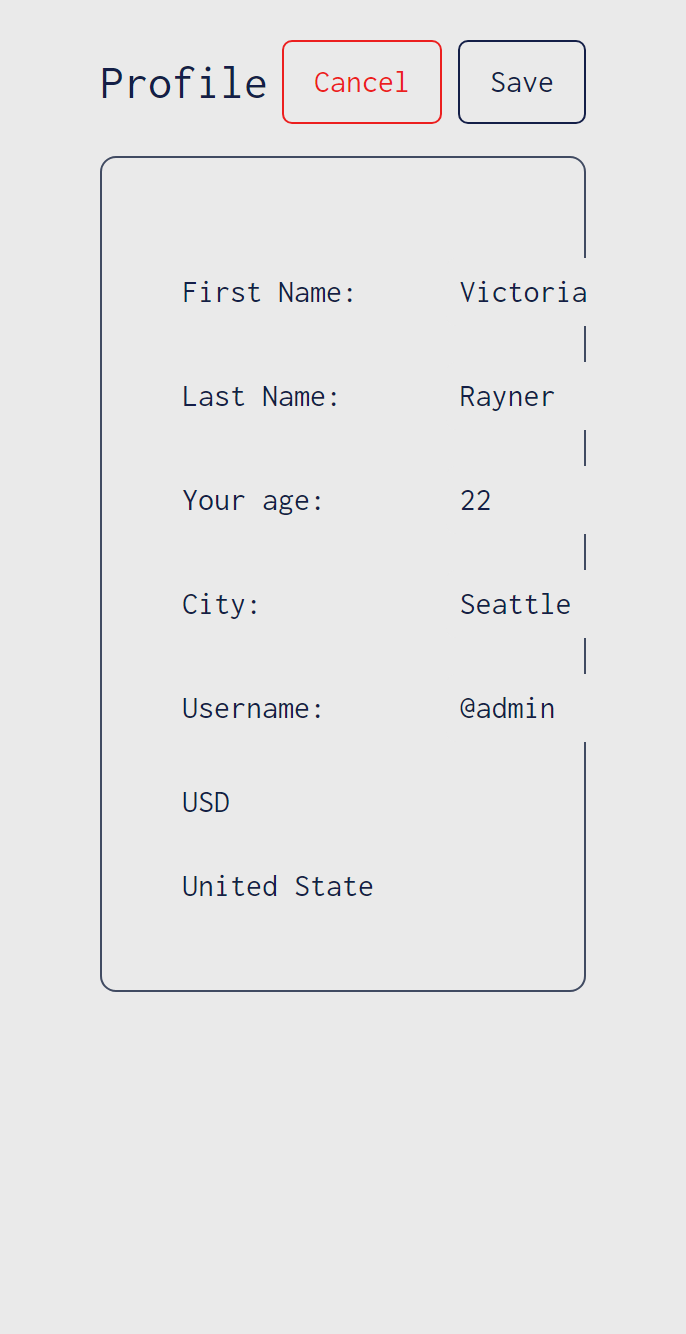 Profile Cancel Save
First Name: Victoria
Last Name: Rayner
Your age: 22
City: Seattle
Username: @admin
USD
United State